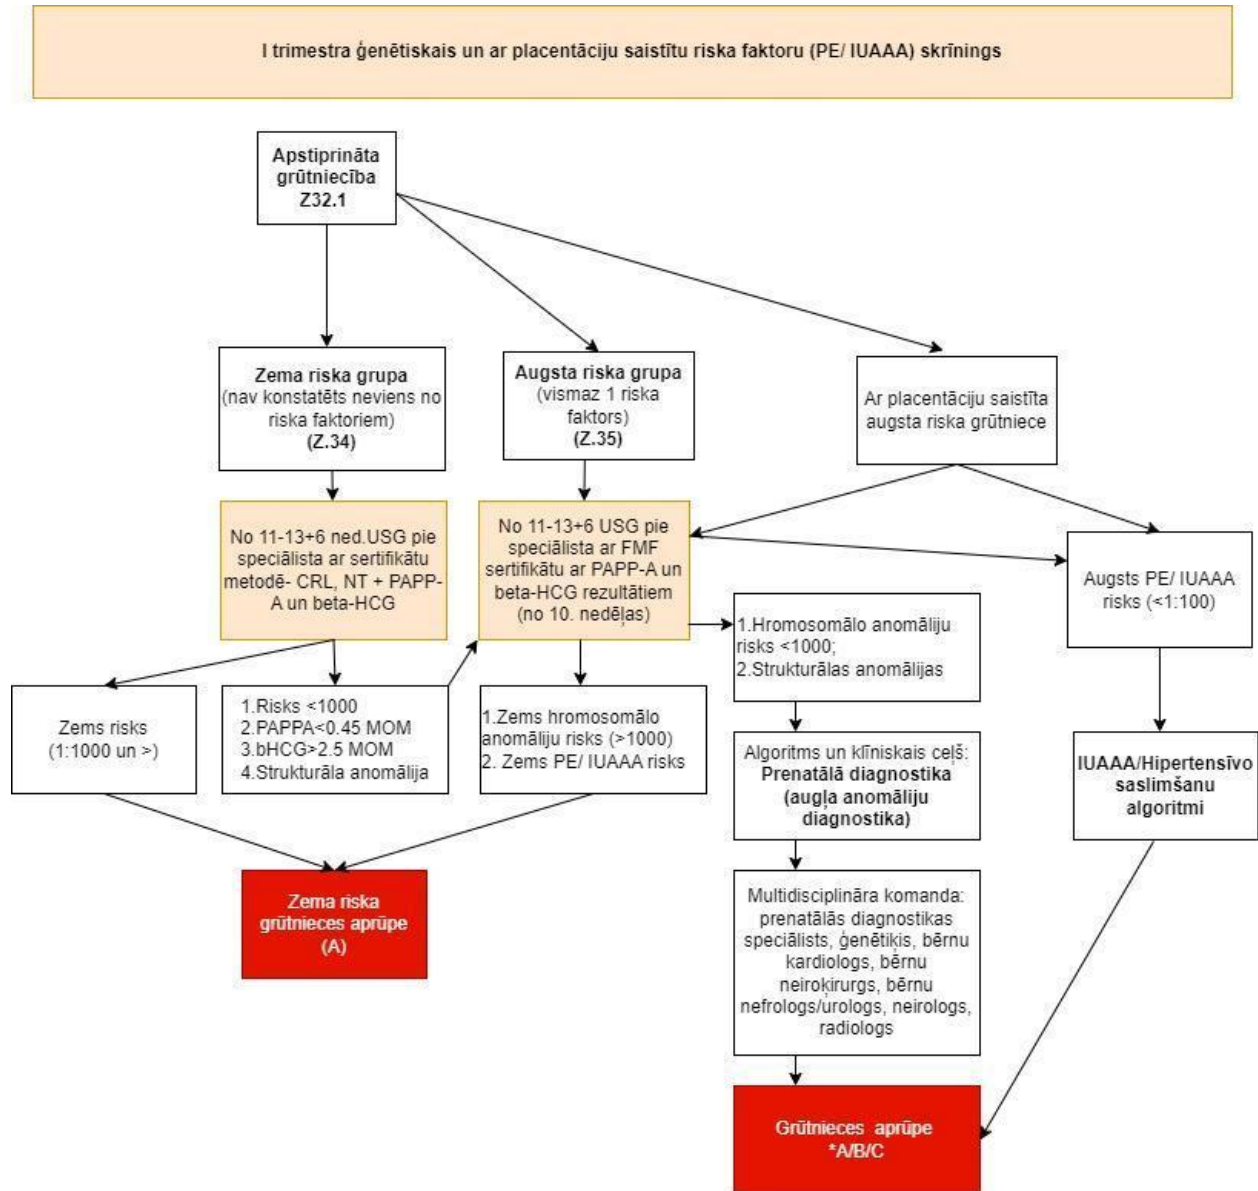 I trimestra ģenētiskais un ar placentāciju saistītu riska faktoru (PE/ IUAAA) skrīnings
Apstiprināta
grūtniecība
Z32.1
Zema riska grupa
(nav konstatēts neviens no
riska faktoriem)
(Z.34)
Augsta riska grupa
(vismaz 1 riska
faktors)
(Z.35)
Ar placentāciju saistīta
augsta riska grūtniece
No 11-13+6 ned.USG pie
speciālista ar sertifikātu
metodē- CRL, NT + PAPP-
A un beta-HCG
No 11-13+6 USG pie
speciālista ar FMF
sertifikātu ar PAPP-A un
beta-HCG rezultātiem
(no 10. nedēļas)
Augsts PE/ IUAAA
risks (<1:100)
1.Hromosomālo anomāliju
risks <1000;
2.Strukturālas anomālijas
Zems risks
(1:1000 un >)
1.Risks <1000
2.PAPPA<0.45 MOM
3.bHCG>2.5 MOM
4.Strukturāla anomālija
1.Zems hromosomālo
anomāliju risks (>1000)
2. Zems PE/ IUAAA risks
Algoritms un klīniskais ceļš:
Prenatālā diagnostika
(augļa anomāliju
diagnostika)
IUAAA/Hipertensīvo
saslimšanu
algoritmi
Zema riska
grūtnieces aprūpe
(A)
Multidisciplināra komanda:
prenatālās diagnostikas
speciālists, ģenētiķis, bērnu
kardiologs, bērnu
neiroķirurgs, bērnu
nefrologs/urologs, neirologs,
radiologs
Grūtnieces aprūpe
*A/B/C